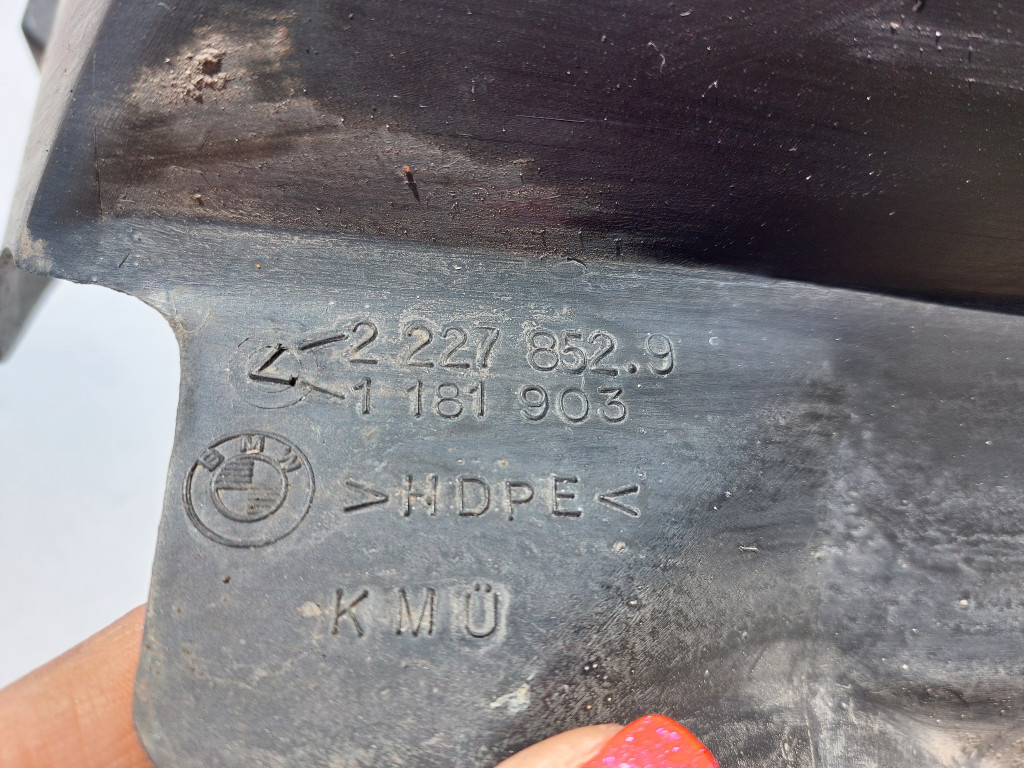 2 227 852.9
1 181 903
BMW
>HDPE<
KMÜ